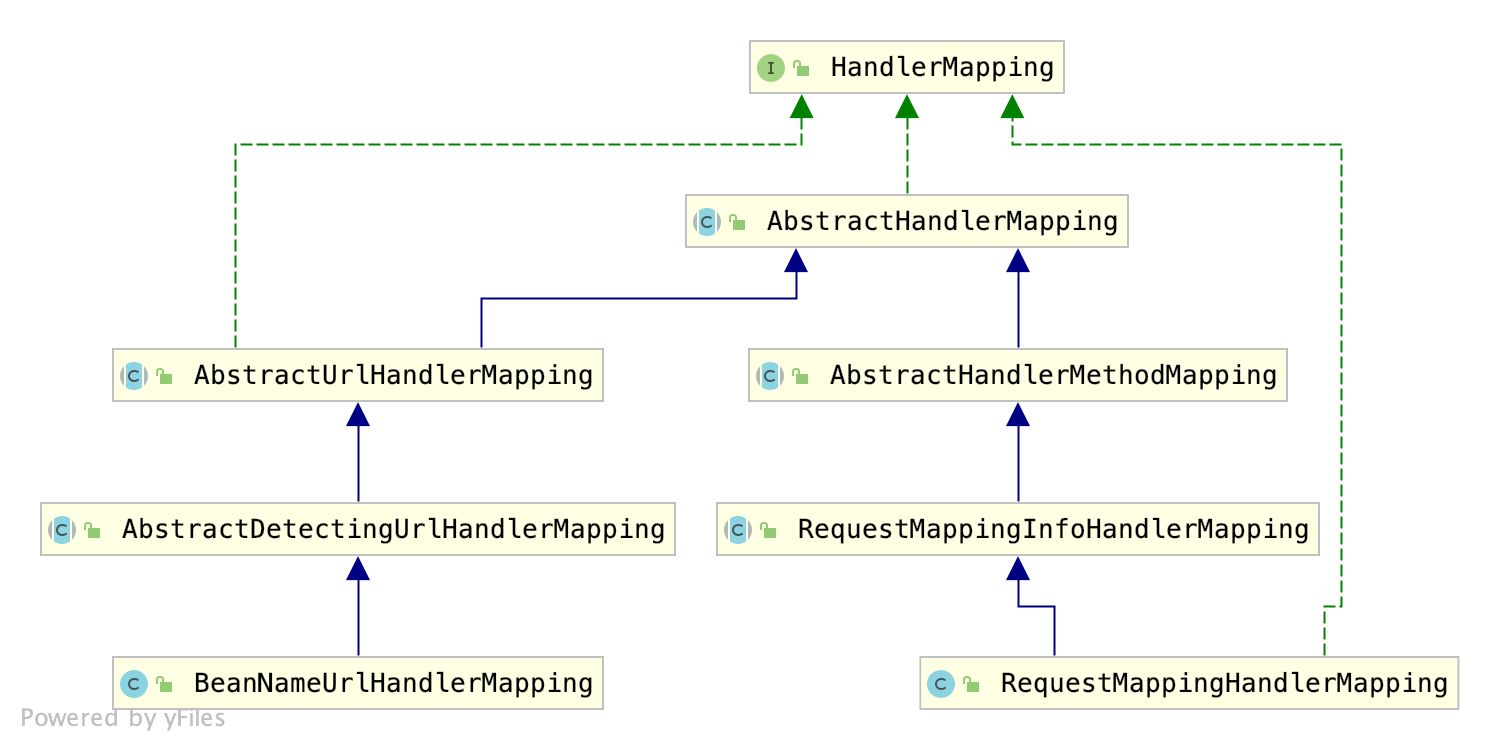 I HandlerMapping
C AbstractHandlerMapping
C AbstractUrlHandlerMapping
C AbstractHandlerMethodMapping
C AbstractDetectingUrlHandlerMapping
C RequestMappingInfoHandlerMapping
C BeanNameUrlHandlerMapping
C RequestMappingHandlerMapping
Powered by yFiles